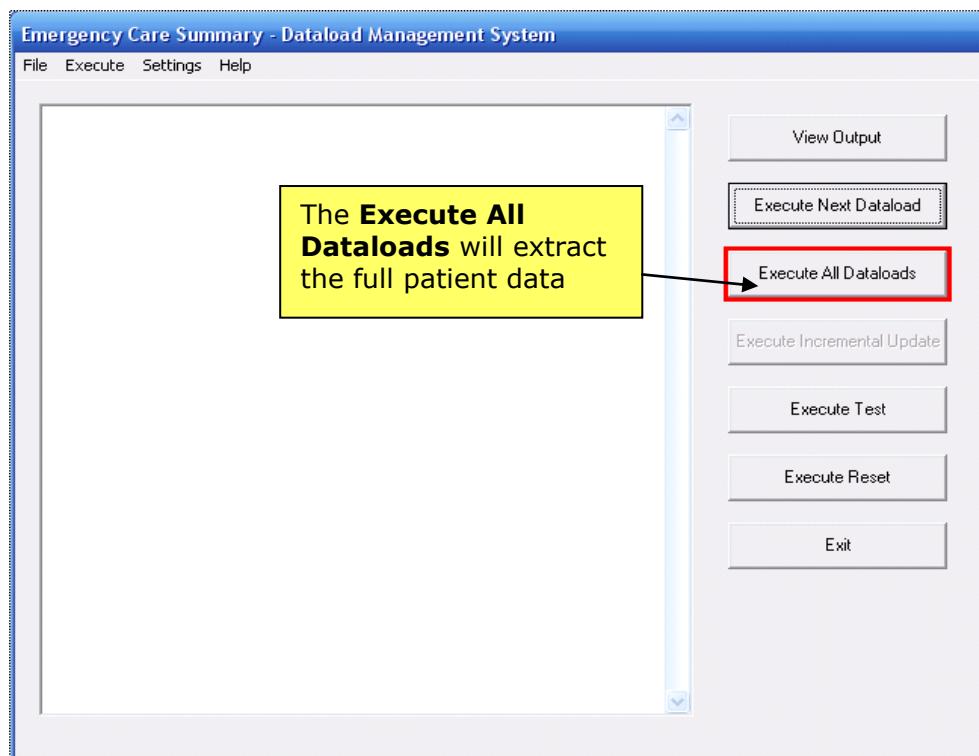 Emergency Care Summary - Dataload Management System
File Execute Settings Help
View Output
Execute Next Dataload
The Execute All
Dataloads will extract
the full patient data
Execute All Dataloads
Execute Incremental Update
Execute Test
Execute Reset
Exit